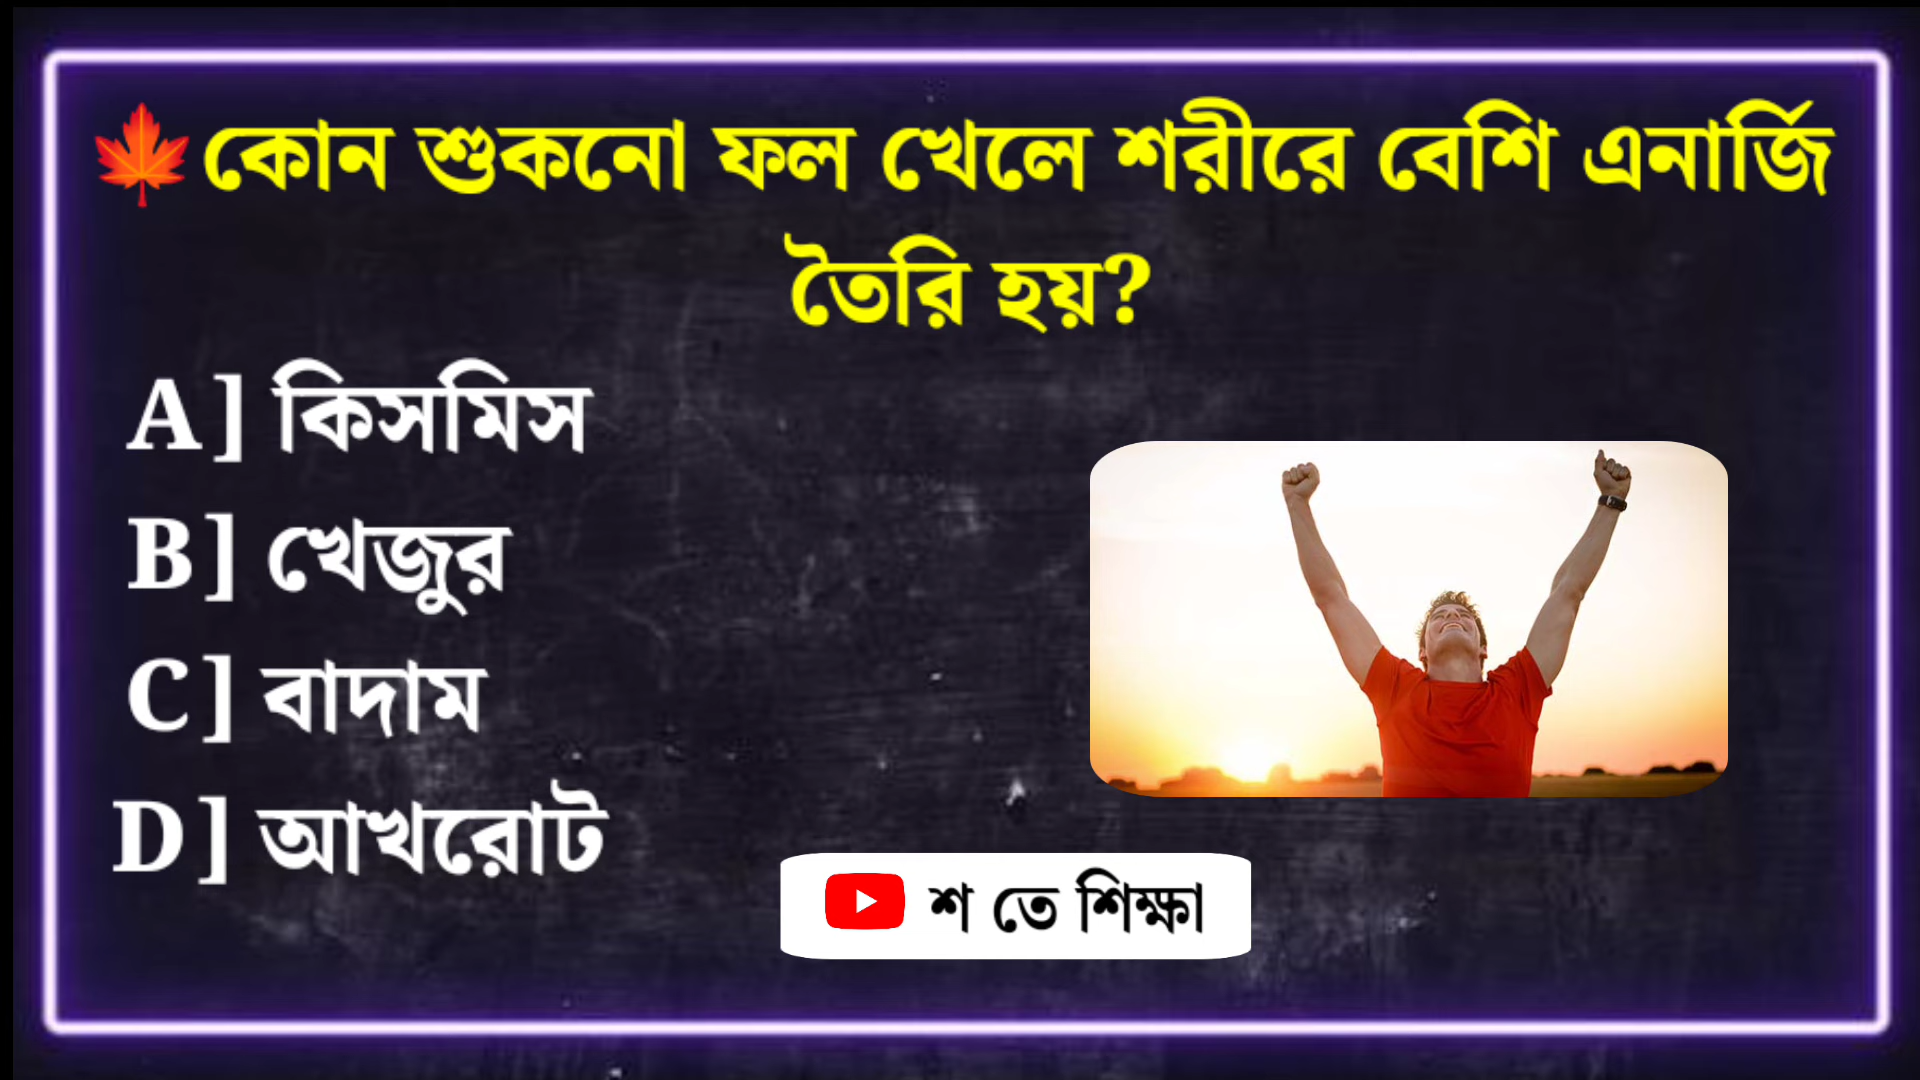 🍁কোন শুকনো ফল খেলে শরীরে বেশি এনার্জি
তৈরি হয়?
A] কিসমিস
B] খেজুর
C] বাদাম
D] আখরোট
শ তে শিক্ষা